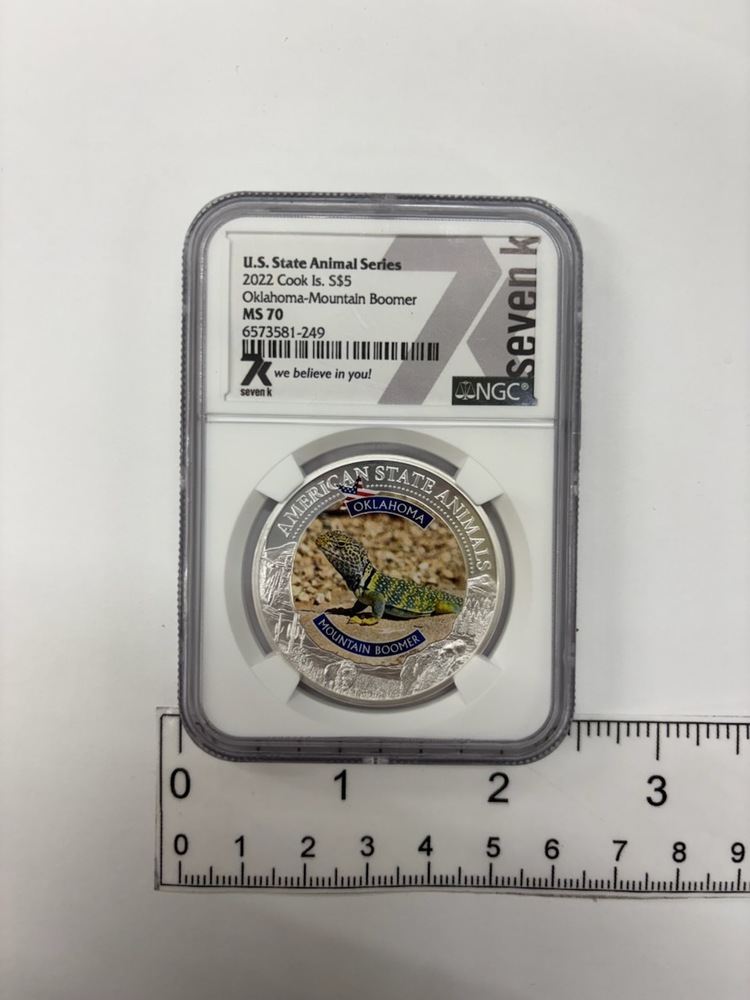 U.S. State Animal Series
2022 Cook Is. S$5
Oklahoma-Mountain Boomer
MS 70
6573581-249
7k we believe in you!
seven k
7k
seven k
NGC®
AMERICAN STATE ANIMALS
OKLAHOMA
MOUNTAIN BOOMER
0 1 2 3
0 1 2 3 4 5 6 7 8 9